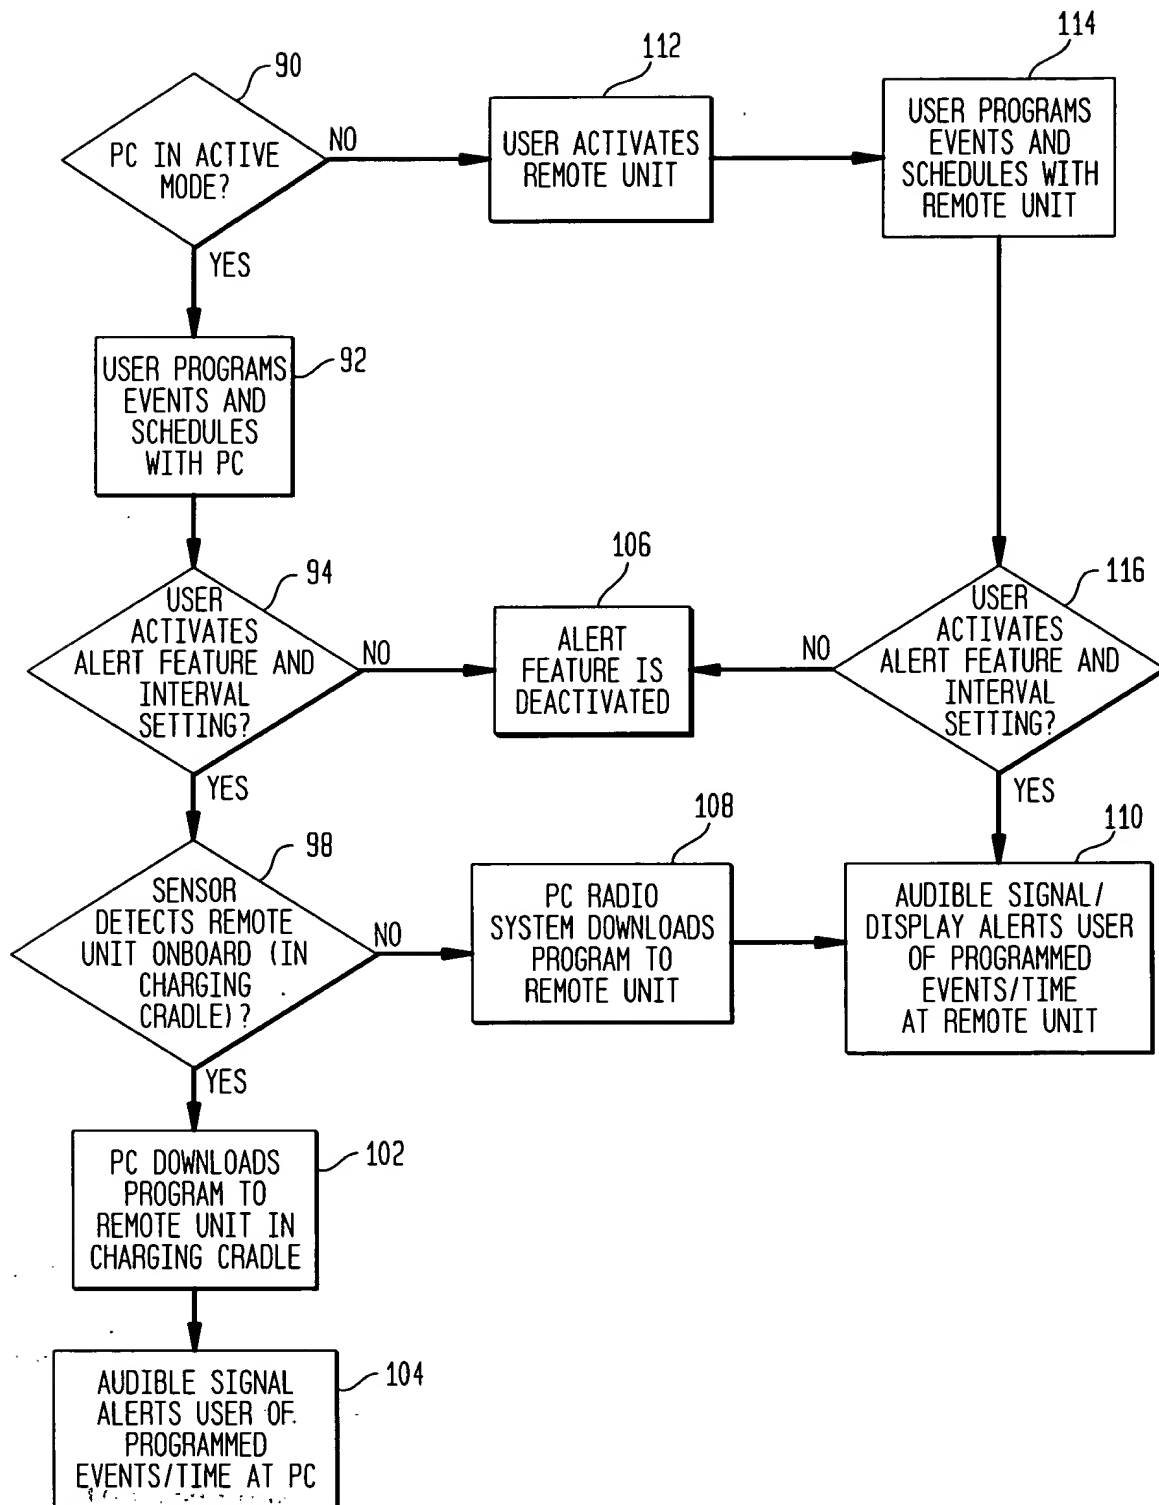 90
PC IN ACTIVE
MODE?
NO
YES
112
USER ACTIVATES
REMOTE UNIT
114
USER PROGRAMS
EVENTS AND
SCHEDULES WITH
REMOTE UNIT
92
USER PROGRAMS
EVENTS AND
SCHEDULES
WITH PC
94
USER
ACTIVATES
ALERT FEATURE AND
INTERVAL
SETTING?
NO
YES
106
ALERT
FEATURE IS
DEACTIVATED
116
USER
ACTIVATES
ALERT FEATURE AND
INTERVAL
SETTING?
NO
YES
98
SENSOR
DETECTS REMOTE
UNIT ONBOARD (IN
CHARGING
CRADLE)?
NO
YES
108
PC RADIO
SYSTEM DOWNLOADS
PROGRAM TO
REMOTE UNIT
110
AUDIBLE SIGNAL/
DISPLAY ALERTS USER
OF PROGRAMMED
EVENTS/TIME
AT REMOTE UNIT
102
PC DOWNLOADS
PROGRAM TO
REMOTE UNIT IN
CHARGING CRADLE
104
AUDIBLE SIGNAL
ALERTS USER OF
PROGRAMMED
EVENTS/TIME AT PC